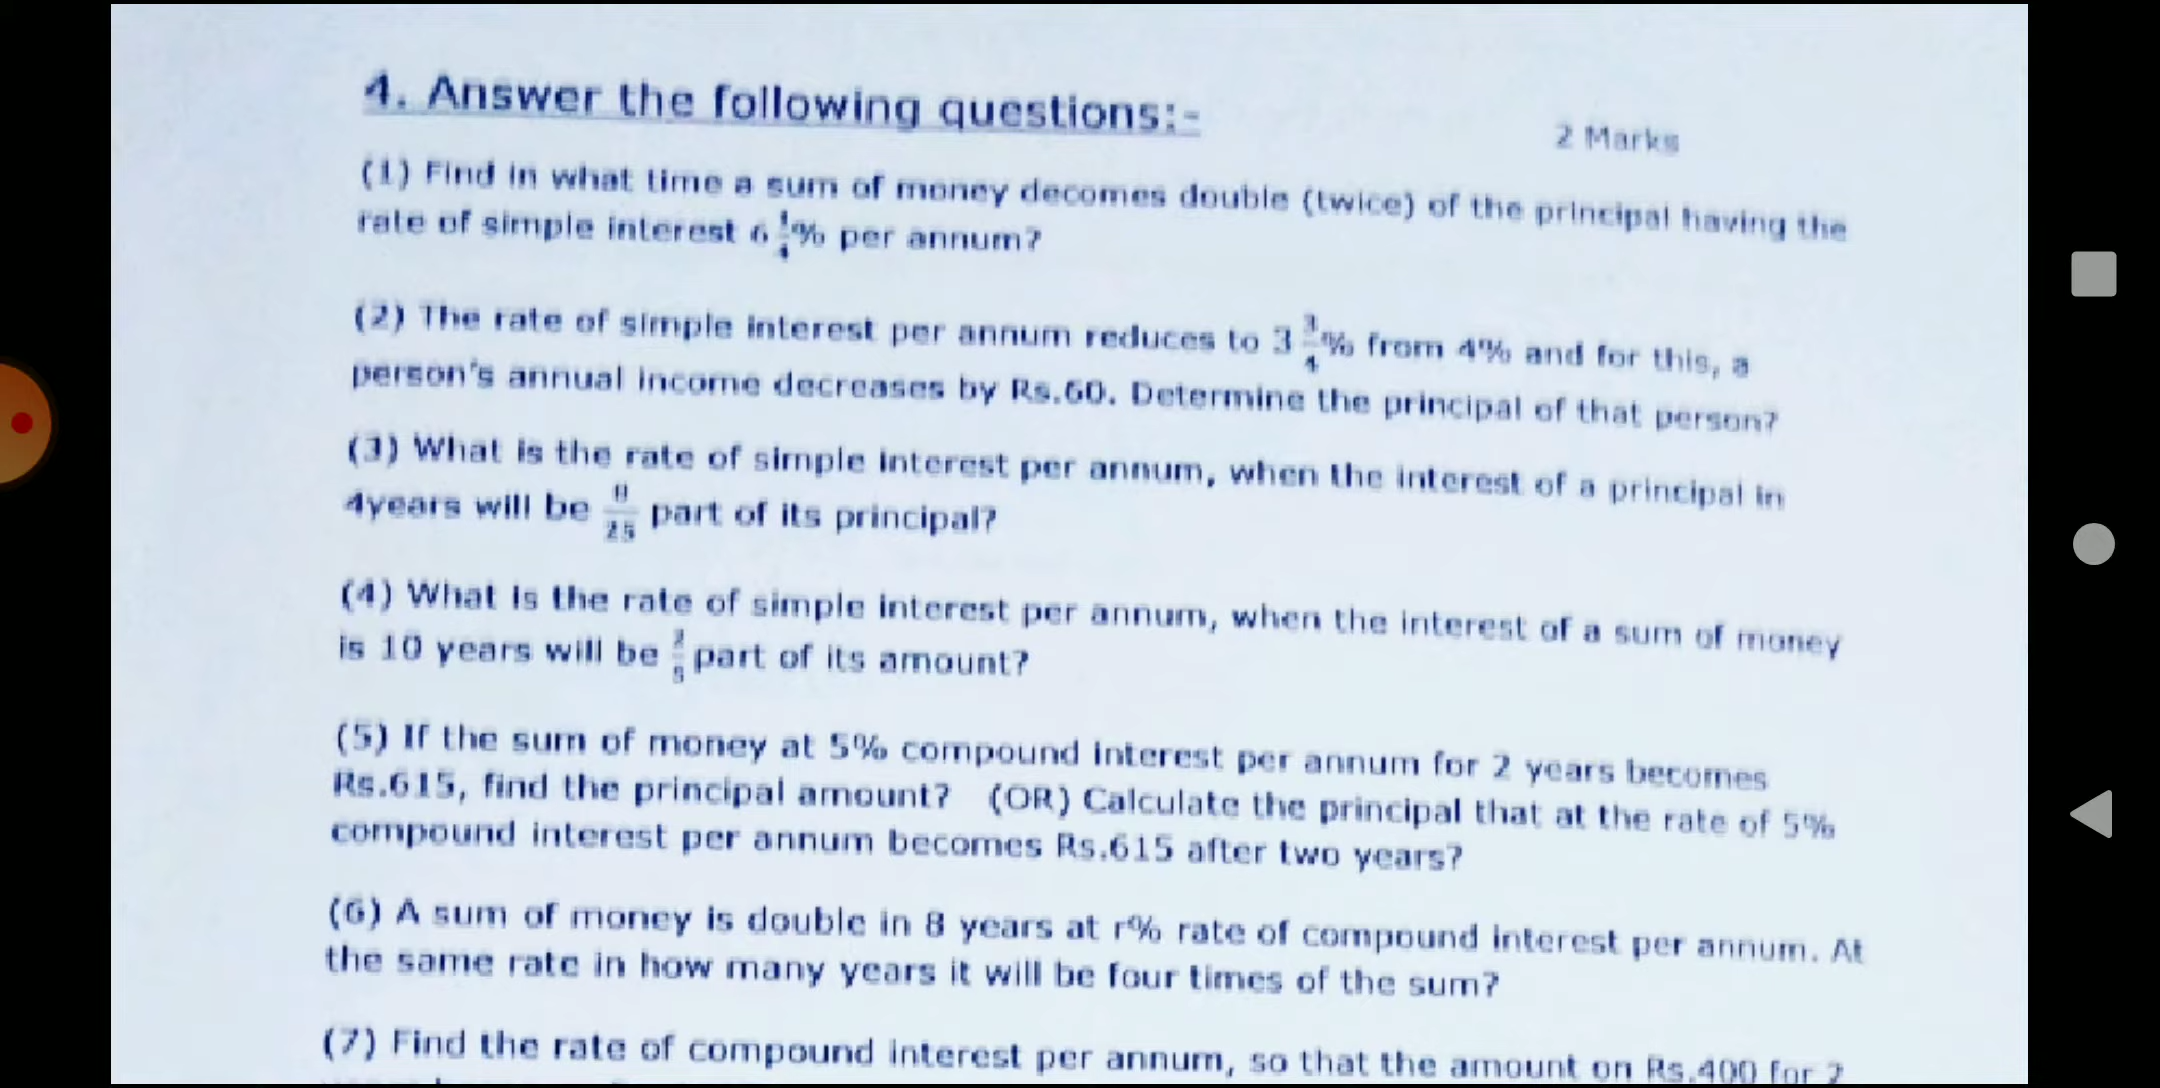 4. Answer the following questions:-
2 Marks
(1) Find in what time a sum of money decomes double (twice) of the principal having the
rate of simple interest 6 1/4% per annum?
(2) The rate of simple interest per annum reduces to 3 3/4% from 4% and for this, a
person's annual income decreases by Rs.60. Determine the principal of that person?
(3) What is the rate of simple interest per annum, when the interest of a principal in
4years will be 8/25 part of its principal?
(4) What is the rate of simple interest per annum, when the interest of a sum of money
is 10 years will be 2/5 part of its amount?
(5) If the sum of money at 5% compound interest per annum for 2 years becomes
Rs.615, find the principal amount? (OR) Calculate the principal that at the rate of 5%
compound interest per annum becomes Rs.615 after two years?
(6) A sum of money is double in 8 years at r% rate of compound interest per annum. At
the same rate in how many years it will be four times of the sum?
(7) Find the rate of compound interest per annum, so that the amount on Rs.400 for 2